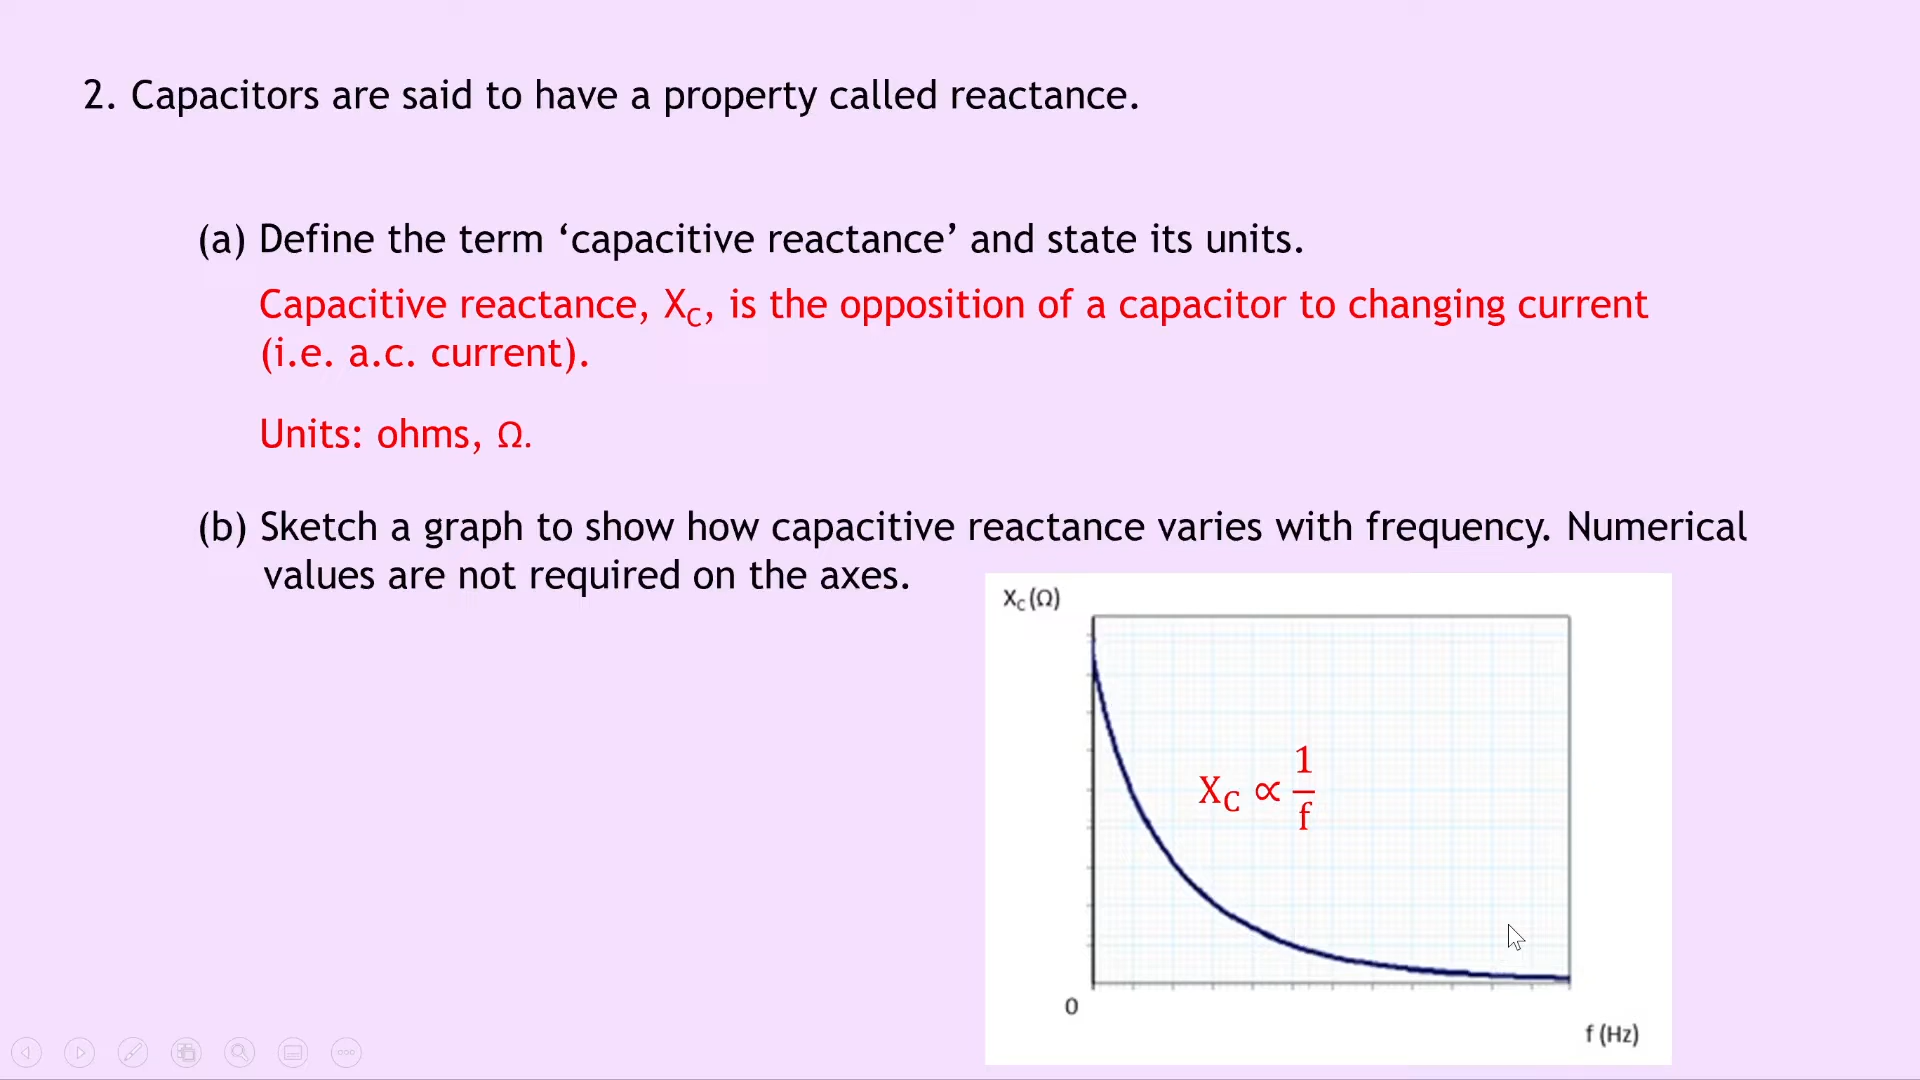 2. Capacitors are said to have a property called reactance.
(a) Define the term ‘capacitive reactance’ and state its units.
Capacitive reactance, X_C, is the opposition of a capacitor to changing current
(i.e. a.c. current).
Units: ohms, Ω.
(b) Sketch a graph to show how capacitive reactance varies with frequency. Numerical
values are not required on the axes.
X_C (Ω)
X_C ∝ 1/f
0
f (Hz)